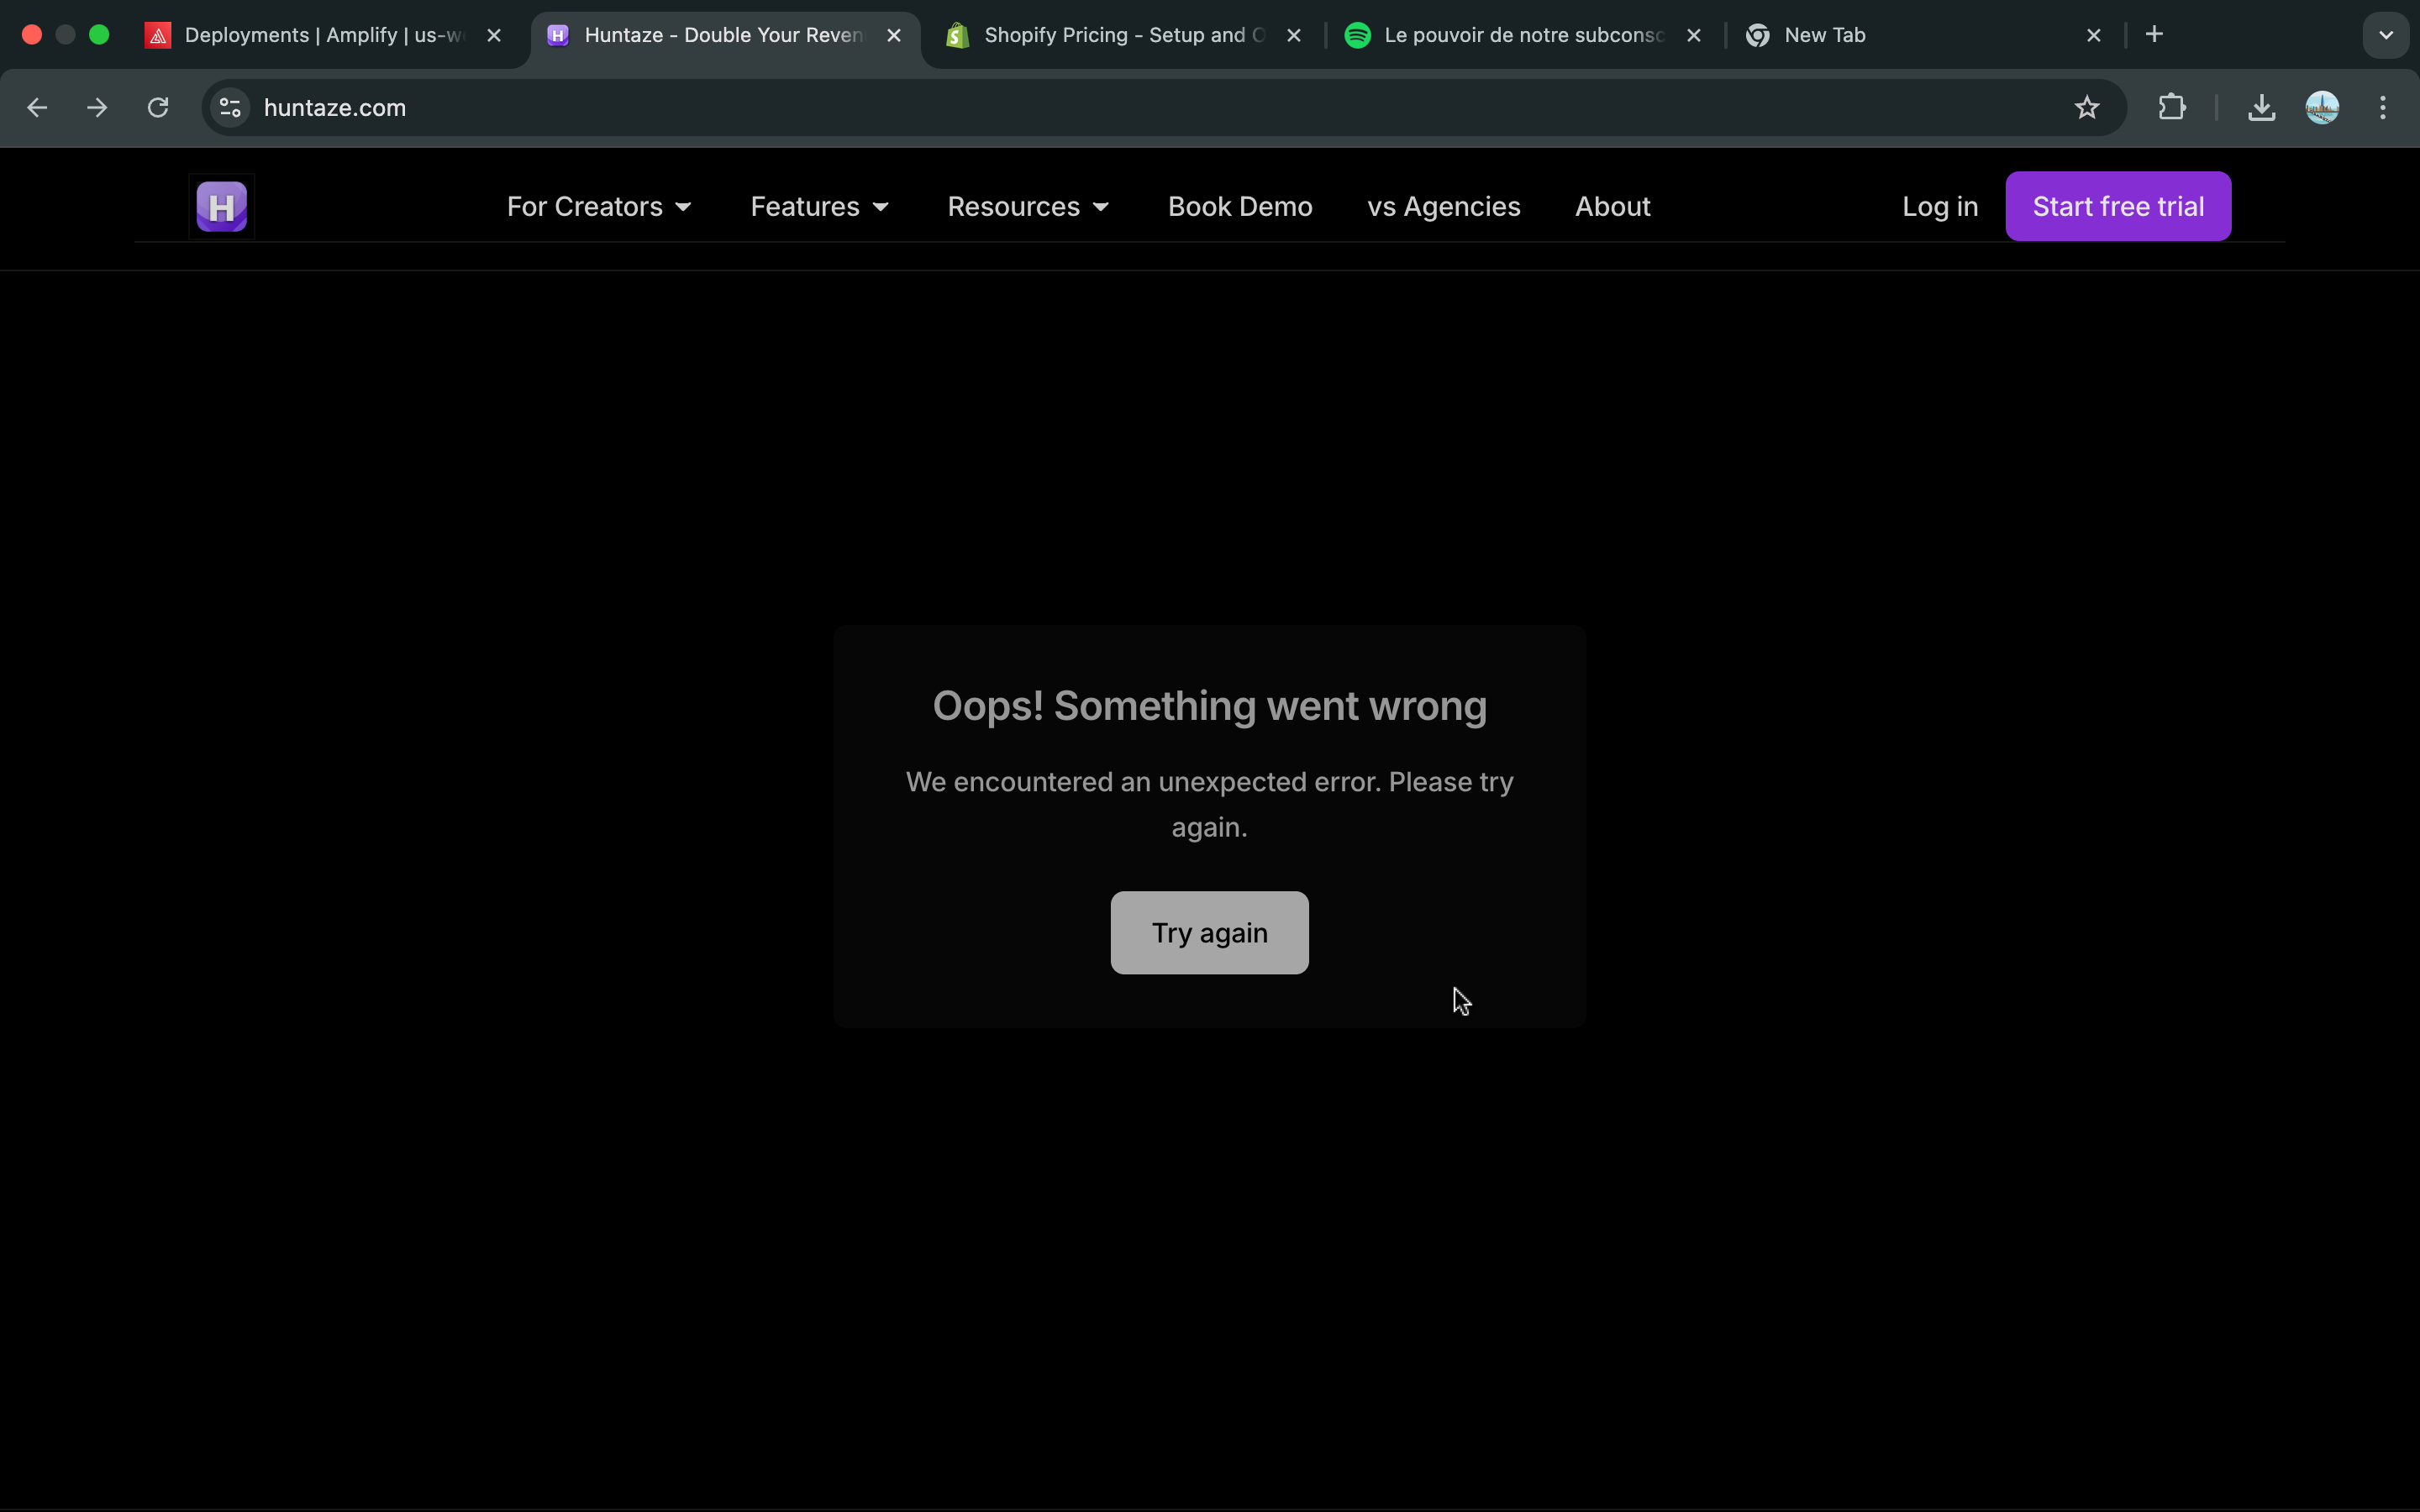 Deployments | Amplify | us-w
Huntaze - Double Your Reven
Shopify Pricing - Setup and O
Le pouvoir de notre subconsc
New Tab
huntaze.com
H
For Creators
Features
Resources
Book Demo
vs Agencies
About
Log in
Start free trial
Oops! Something went wrong
We encountered an unexpected error. Please try
again.
Try again